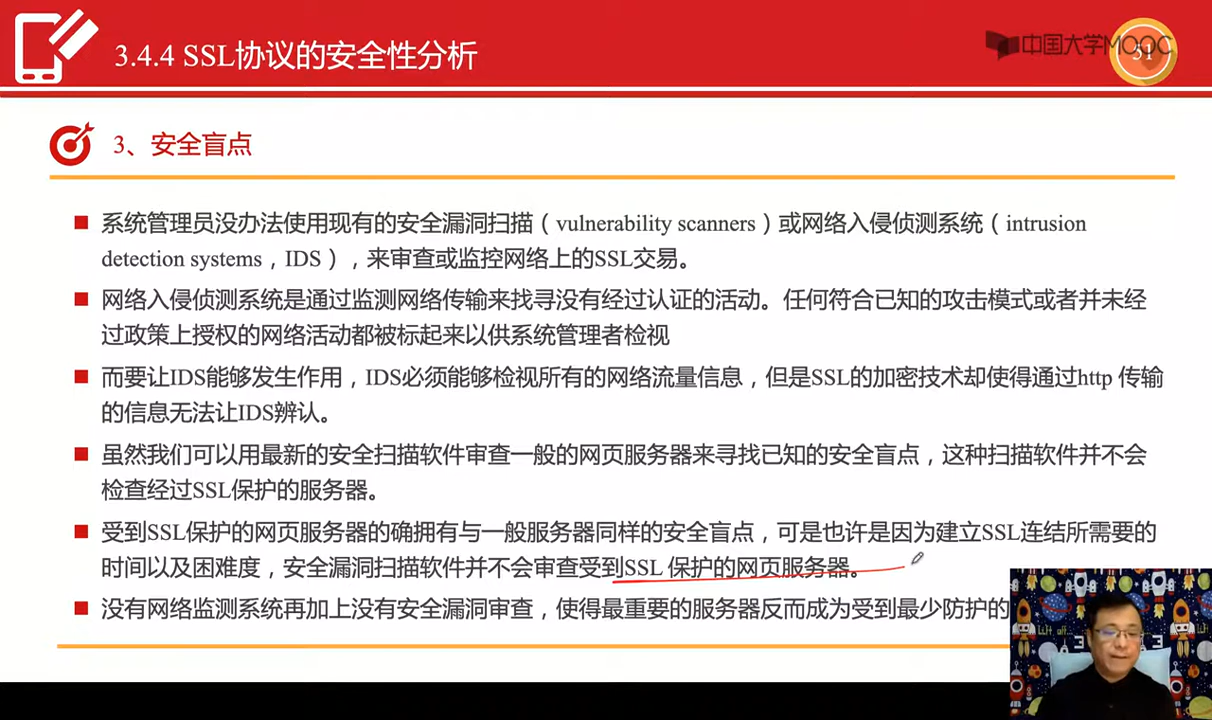 3.4.4 SSL协议的安全性分析
中国大学MOOC
51
3、安全盲点
系统管理员没办法使用现有的安全漏洞扫描（vulnerability scanners）或网络入侵侦测系统（intrusion
detection systems，IDS），来审查或监控网络上的SSL交易。
网络入侵侦测系统是通过监测网络传输来找寻没有经过认证的活动。任何符合已知的攻击模式或者并未经
过政策上授权的网络活动都被标起来以供系统管理者检视
而要让IDS能够发生作用，IDS必须能够检视所有的网络流量信息，但是SSL的加密技术却使得通过http 传输
的信息无法让IDS辨认。
虽然我们可以用最新的安全扫描软件审查一般的网页服务器来寻找已知的安全盲点，这种扫描软件并不会
检查经过SSL保护的服务器。
受到SSL保护的网页服务器的确拥有与一般服务器同样的安全盲点，可是也许是因为建立SSL连结所需要的
时间以及困难度，安全漏洞扫描软件并不会审查受到SSL 保护的网页服务器。
没有网络监测系统再加上没有安全漏洞审查，使得最重要的服务器反而成为受到最少防护的